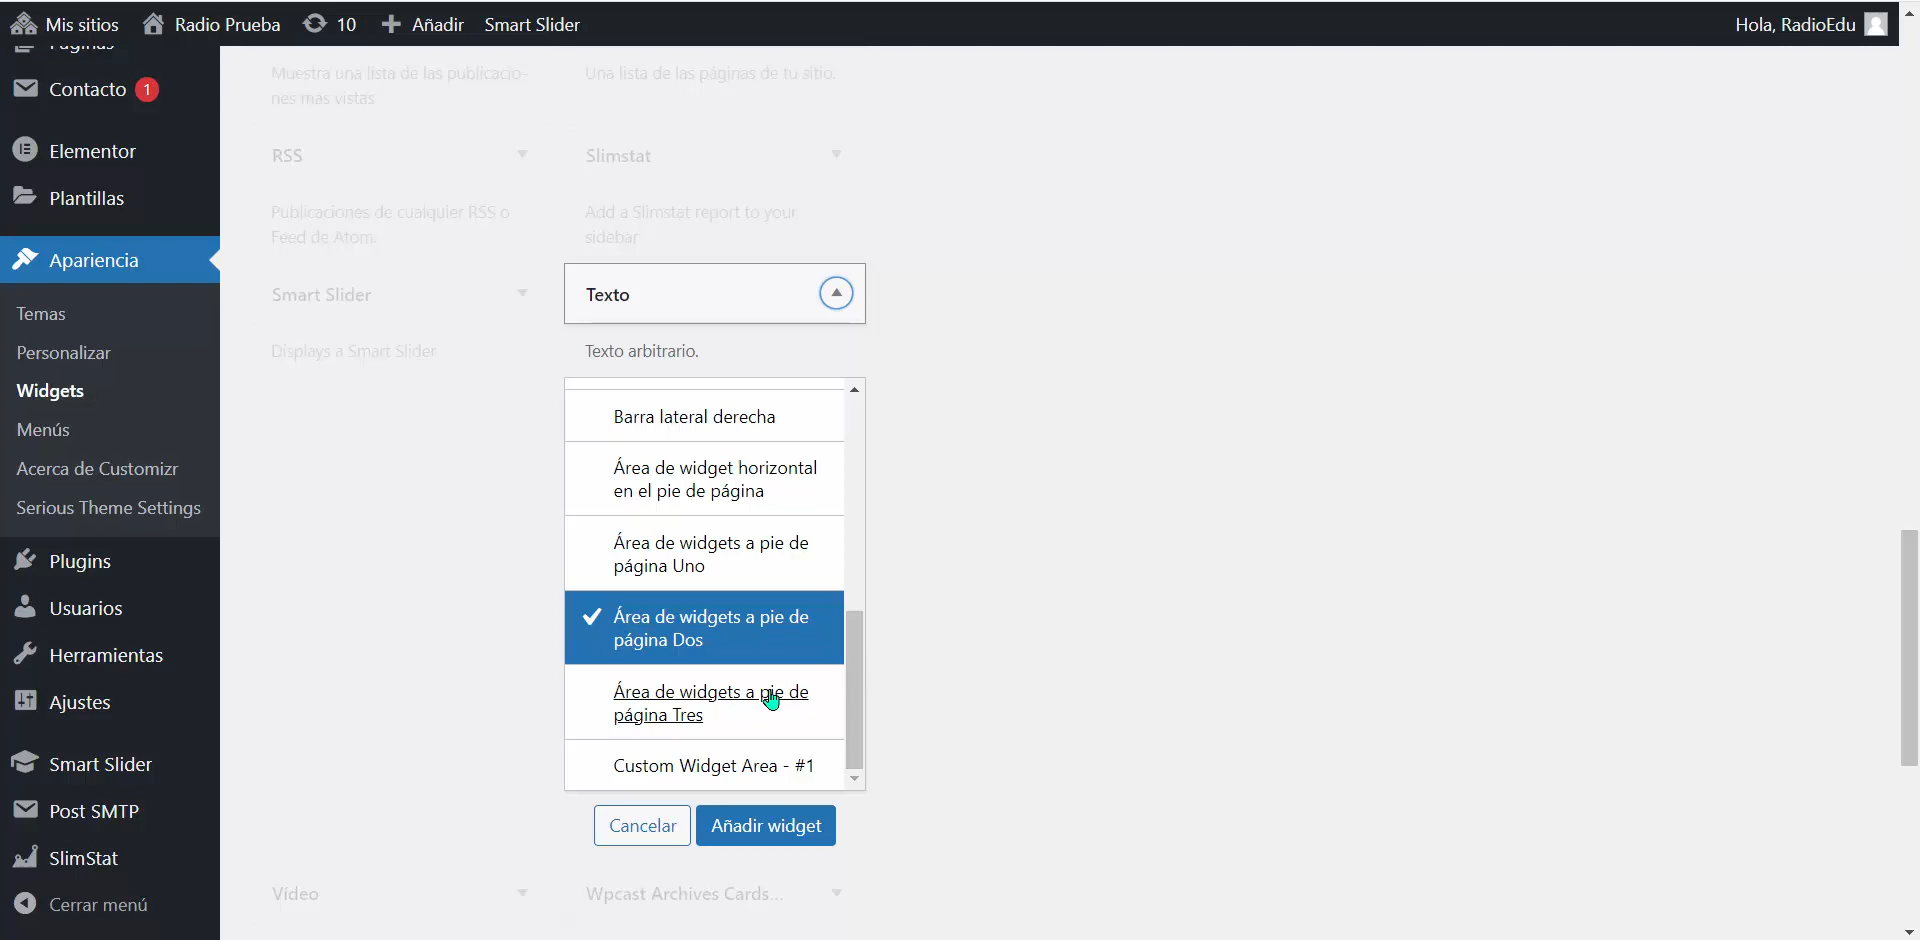 Mis sitios
Radio Prueba
10
Añadir
Smart Slider
Hola, RadioEdu
Páginas
Contacto 1
Elementor
Plantillas
Apariencia
Temas
Personalizar
Widgets
Menús
Acerca de Customizr
Serious Theme Settings
Plugins
Usuarios
Herramientas
Ajustes
Smart Slider
Post SMTP
SlimStat
Cerrar menú
Muestra una lista de las publicacio-
nes más vistas
Una lista de las páginas de tu sitio.
RSS
Slimstat
Publicaciones de cualquier RSS o
Feed de Atom.
Add a Slimstat report to your
sidebar
Smart Slider
Displays a Smart Slider
Texto
Texto arbitrario.
Barra lateral derecha
Área de widget horizontal
en el pie de página
Área de widgets a pie de
página Uno
Área de widgets a pie de
página Dos
Área de widgets a pie de
página Tres
Custom Widget Area - #1
Cancelar
Añadir widget
Vídeo
Wpcast Archives Cards...